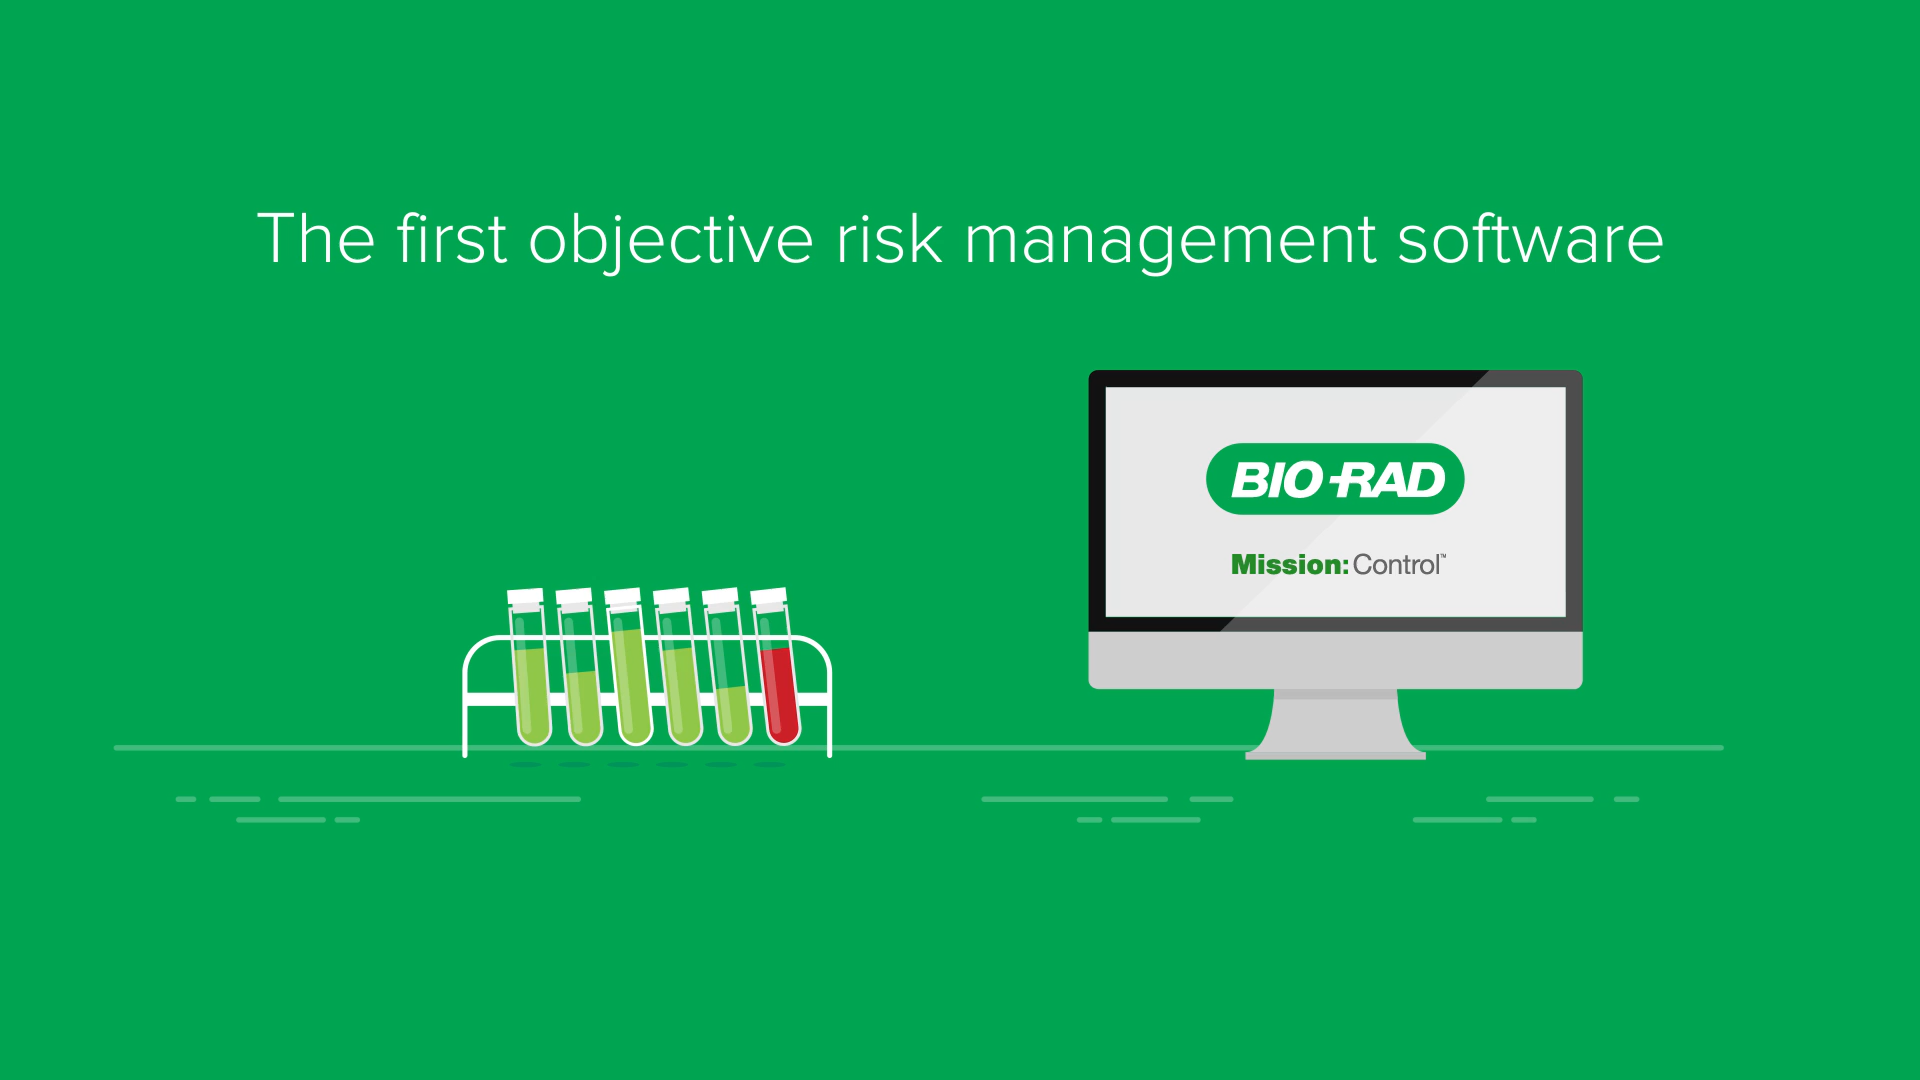 The first objective risk management software
BIO-RAD
Mission:Control™